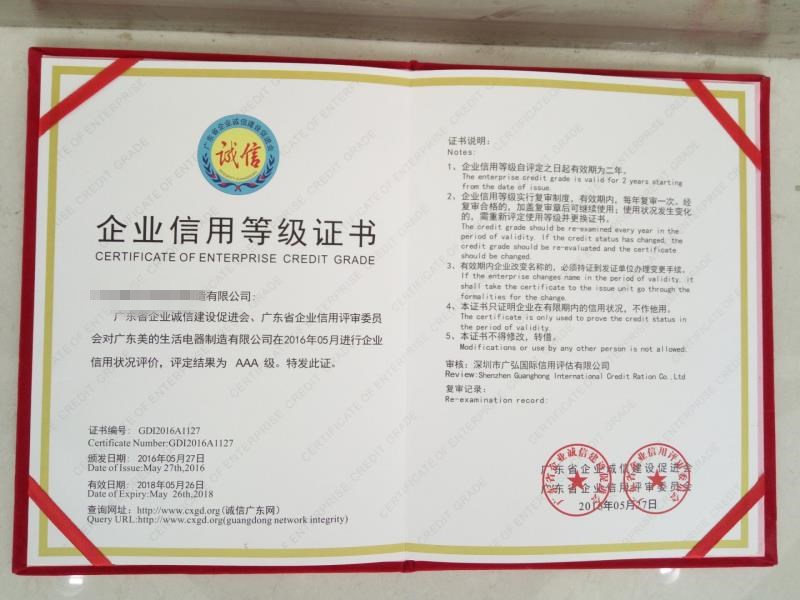 广东省企业诚信建设促进会
诚信
企业信用等级证书
CERTIFICATE OF ENTERPRISE CREDIT GRADE
有限公司：
广东省企业诚信建设促进会、广东省企业信用评审委员
会对广东美的生活电器制造有限公司在2016年05月进行企业
信用状况评价，评定结果为 AAA 级。特发此证。
证书编号： GDI2016A1127
Certificate Number:GDI2016A1127
颁发日期： 2016年05月27日
Date of Issue:May 27th,2016
有效日期： 2018年05月26日
Date of Expiry:May 26th,2018
查询网址：http://www.cxgd.org(诚信广东网)
Query URL:http://www.cxgd.org(guangdong network integrity)
证书说明：
Notes:
1、企业信用等级自评定之日起有效期为二年。
The enterprise credit grade is valid for 2 years starting
from the date of issue.
2、企业信用等级实行复审制度，有效期内，每年复审一次。经
复审合格的，加盖复审章后可继续使用；使用状况发生变化
的，需重新评定使用等级并更换证书。
The credit grade should be re-examined every year in the
period of validity. If the credit status has changed, the
credit grade should be re-evaluated and the certificate
should be changed.
3、有效期内企业改变名称的，必须持证到发证单位办理变更手续。
If the enterprise changes name in the period of validity, it
shall take the certificate to the issue unit go through the
formalities for the change.
4、本证书只证明企业在有限期内的信用状况，不作他用。
The certificate is only used to prove the credit status in
the period of validity.
5、本证书不得修改，转借。
Modifications or use by any other person is not allowed.
审核：深圳市广弘国际信用评估有限公司
Review:Shenzhen Guanghong International Credit Ration Co.,Ltd
复审记录：
Re-examination record:
广东省企业诚信建设促进会
广东省企业信用评审委员会
2016年05月27日